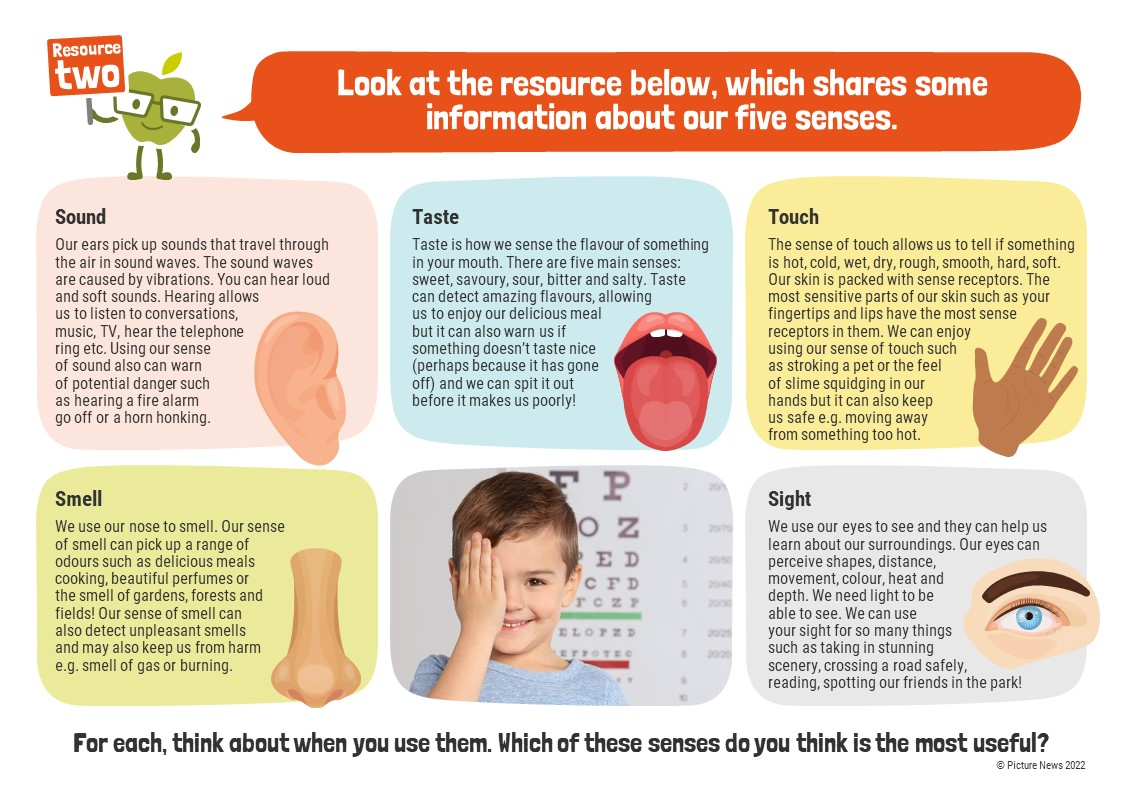 Resource
two
Look at the resource below, which shares some
information about our five senses.
Sound
Our ears pick up sounds that travel through
the air in sound waves. The sound waves
are caused by vibrations. You can hear loud
and soft sounds. Hearing allows
us to listen to conversations,
music, TV, hear the telephone
ring etc. Using our sense
of sound also can warn
of potential danger such
as hearing a fire alarm
go off or a horn honking.
Taste
Taste is how we sense the flavour of something
in your mouth. There are five main senses:
sweet, savoury, sour, bitter and salty. Taste
can detect amazing flavours, allowing
us to enjoy our delicious meal
but it can also warn us if
something doesn't taste nice
(perhaps because it has gone
off) and we can spit it out
before it makes us poorly!
Touch
The sense of touch allows us to tell if something
is hot, cold, wet, dry, rough, smooth, hard, soft.
Our skin is packed with sense receptors. The
most sensitive parts of our skin such as your
fingertips and lips have the most sense
receptors in them. We can enjoy
using our sense of touch such
as stroking a pet or the feel
of slime squidging in our
hands but it can also keep
us safe e.g. moving away
from something too hot.
Smell
We use our nose to smell. Our sense
of smell can pick up a range of
odours such as delicious meals
cooking, beautiful perfumes or
the smell of gardens, forests and
fields! Our sense of smell can
also detect unpleasant smells
and may also keep us from harm
e.g. smell of gas or burning.
F P 2
O Z 3 20/70
P E D 4 20/50
C F D 5
F C Z P 6
E L O P Z D 7
8
9
10
Sight
We use our eyes to see and they can help us
learn about our surroundings. Our eyes can
perceive shapes, distance,
movement, colour, heat and
depth. We need light to be
able to see. We can use
your sight for so many things
such as taking in stunning
scenery, crossing a road safely,
reading, spotting our friends in the park!
For each, think about when you use them. Which of these senses do you think is the most useful?
© Picture News 2022